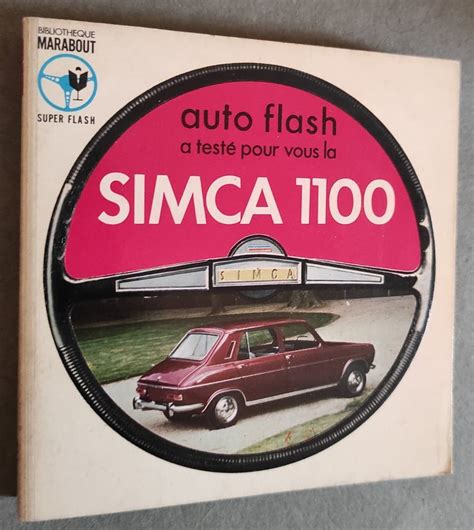 BIBLIOTHEQUE
MARABOUT
SUPER FLASH
auto flash
a testé pour vous la
SIMCA 1100
SIMCA